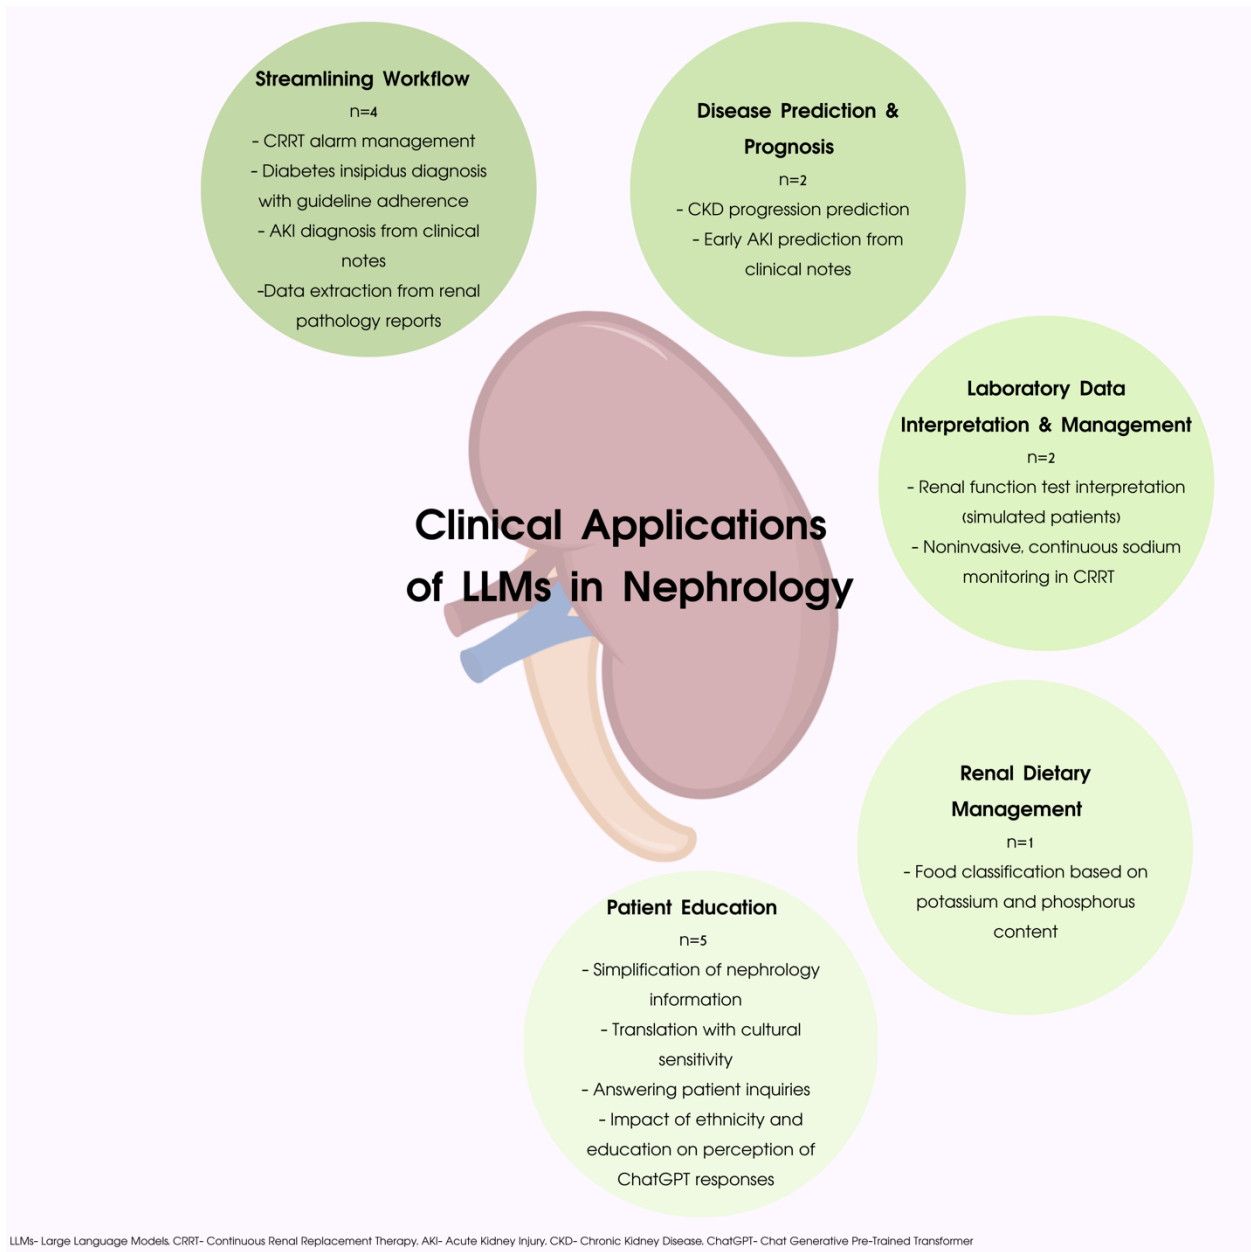 Streamlining Workflow
n=4
- CRRT alarm management
- Diabetes insipidus diagnosis
with guideline adherence
- AKI diagnosis from clinical
notes
-Data extraction from renal
pathology reports
Disease Prediction &
Prognosis
n=2
- CKD progression prediction
- Early AKI prediction from
clinical notes
Laboratory Data
Interpretation & Management
n=2
- Renal function test interpretation
(simulated patients)
- Noninvasive, continuous sodium
monitoring in CRRT
Clinical Applications
of LLMs in Nephrology
Renal Dietary
Management
n=1
- Food classification based on
potassium and phosphorus
content
Patient Education
n=5
- Simplification of nephrology
information
- Translation with cultural
sensitivity
- Answering patient inquiries
- Impact of ethnicity and
education on perception of
ChatGPT responses
LLMs- Large Language Models, CRRT- Continuous Renal Replacement Therapy, AKI- Acute Kidney Injury, CKD- Chronic Kidney Disease, ChatGPT- Chat Generative Pre-Trained Transformer